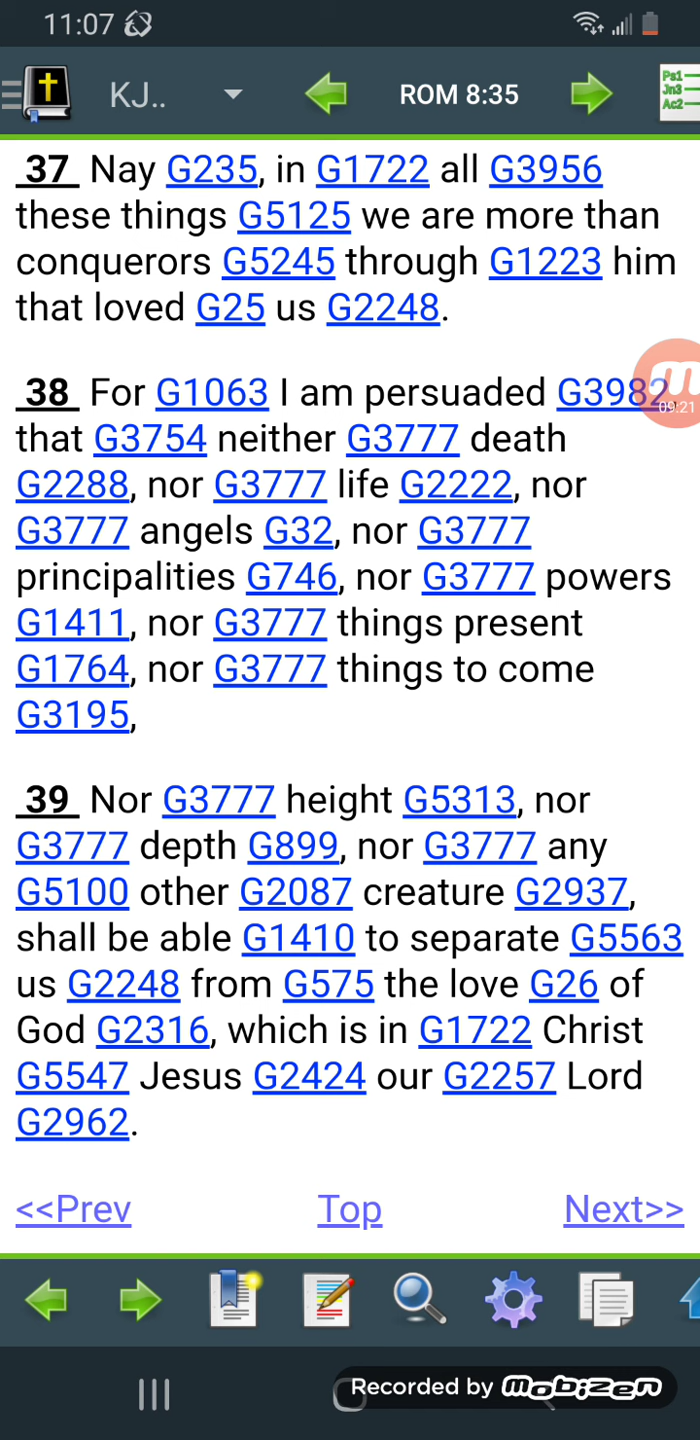 11:07
KJ..
ROM 8:35
Ps1
Jn3
Ac2
37 Nay G235, in G1722 all G3956
these things G5125 we are more than
conquerors G5245 through G1223 him
that loved G25 us G2248.
38 For G1063 I am persuaded G3982,
09:21
that G3754 neither G3777 death
G2288, nor G3777 life G2222, nor
G3777 angels G32, nor G3777
principalities G746, nor G3777 powers
G1411, nor G3777 things present
G1764, nor G3777 things to come
G3195,
39 Nor G3777 height G5313, nor
G3777 depth G899, nor G3777 any
G5100 other G2087 creature G2937,
shall be able G1410 to separate G5563
us G2248 from G575 the love G26 of
God G2316, which is in G1722 Christ
G5547 Jesus G2424 our G2257 Lord
G2962.
<<Prev Top Next>>
Recorded by mobizen